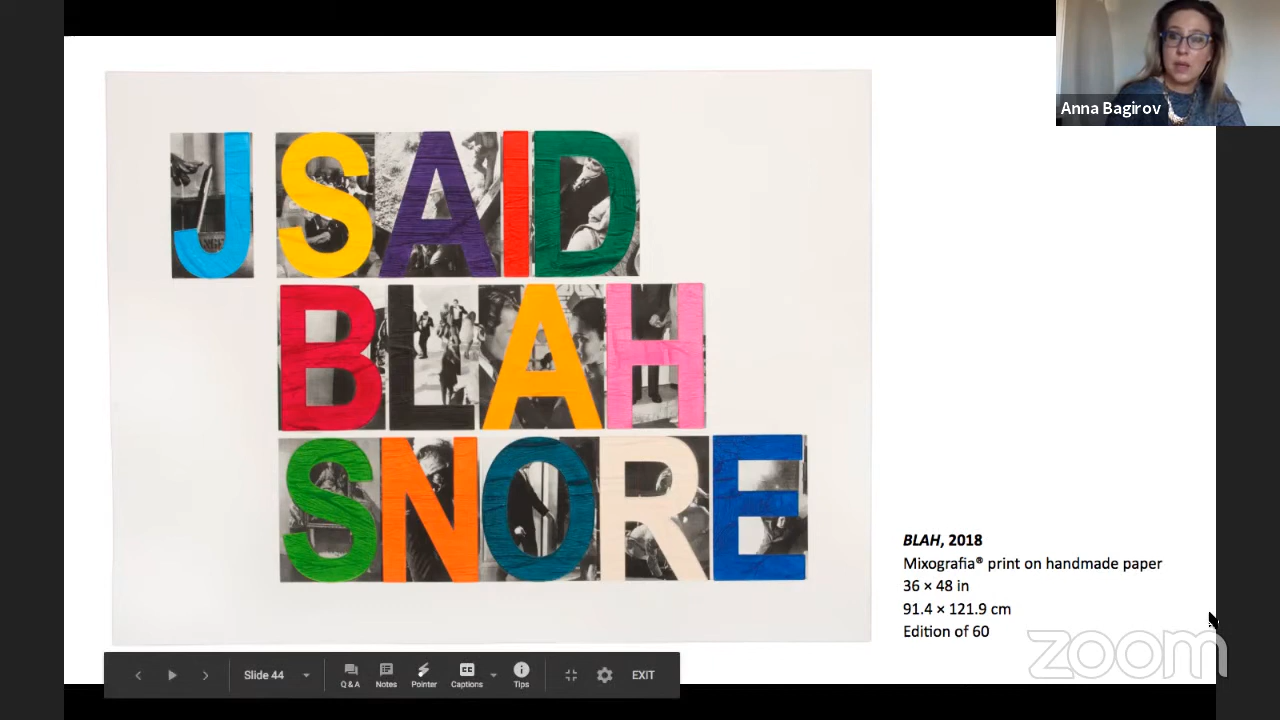 Anna Bagirov
J SAID
BLAH
SNORE
BLAH, 2018
Mixografia® print on handmade paper
36 × 48 in
91.4 × 121.9 cm
Edition of 60
zoom
Slide 44
Q & A
Notes
Pointer
CC
Captions
Tips
EXIT